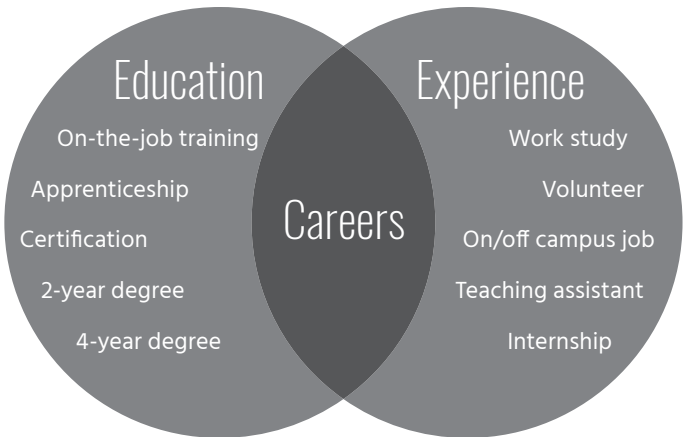 Education
On-the-job training
Apprenticeship
Certification
2-year degree
4-year degree
Careers
Experience
Work study
Volunteer
On/off campus job
Teaching assistant
Internship